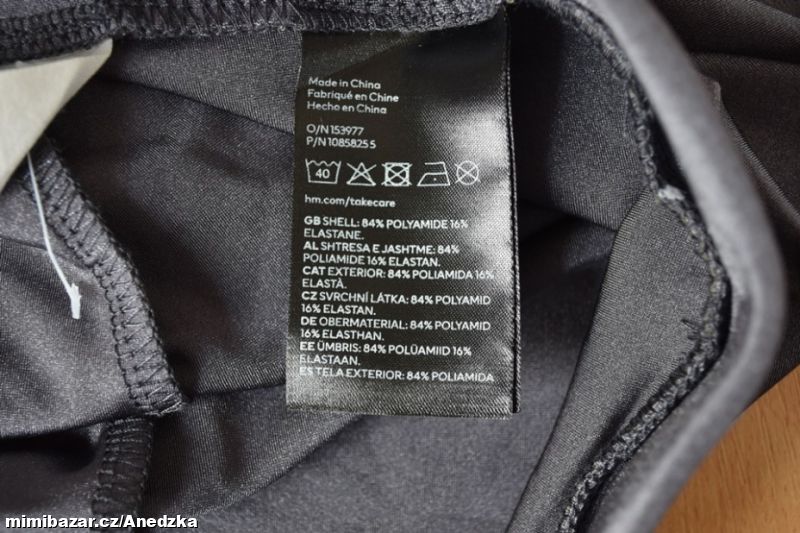 Made in China
Fabriqué en Chine
Hecho en China
O/N 153977
P/N 1085825 5
40
hm.com/takecare
GB SHELL: 84% POLYAMIDE 16%
ELASTANE.
AL SHTRESA E JASHTME: 84%
POLIAMIDE 16% ELASTAN.
CAT EXTERIOR: 84% POLIAMIDA 16%
ELASTÀ.
CZ SVRCHNÍ LÁTKA: 84% POLYAMID
16% ELASTAN.
DE OBERMATERIAL: 84% POLYAMID
16% ELASTHAN.
EE ÜMBRIS: 84% POLÜAMIID 16%
ELASTAAN.
ES TELA EXTERIOR: 84% POLIAMIDA
mimibazar.cz/Anedzka